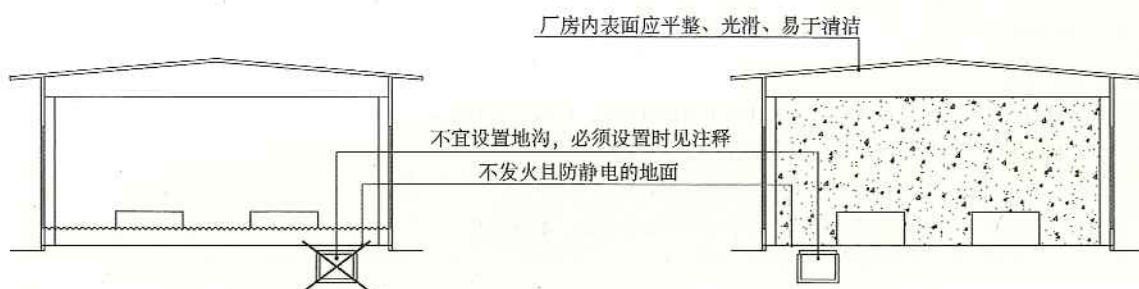 厂房内表面应平整、光滑、易于清洁
不宜设置地沟，必须设置时见注释
不发火且防静电的地面